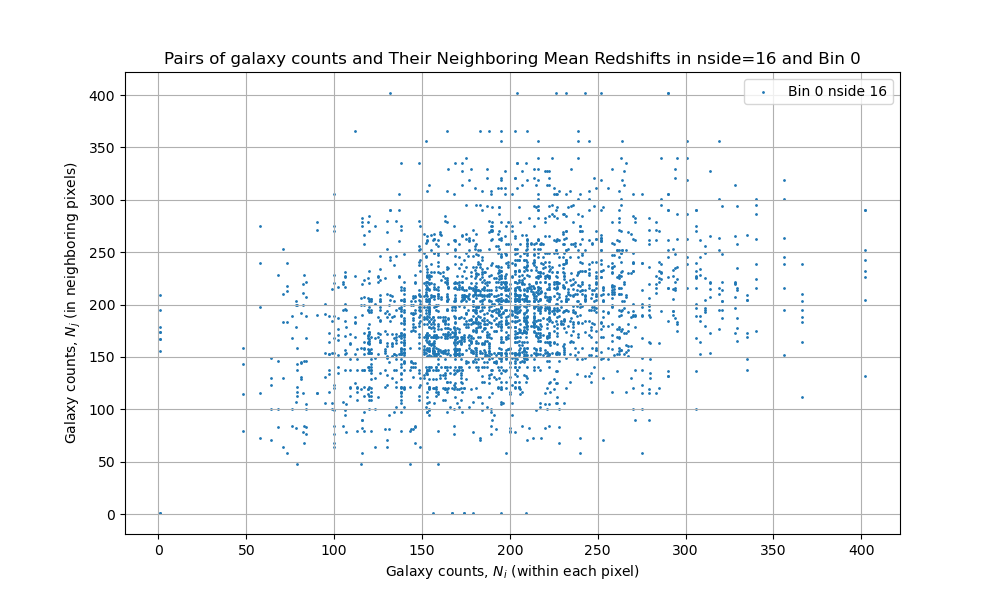 Pairs of galaxy counts and Their Neighboring Mean Redshifts in nside=16 and Bin 0
Bin 0 nside 16
Galaxy counts, N_j (in neighboring pixels)
400
350
300
250
200
150
100
50
0
0 50 100 150 200 250 300 350 400
Galaxy counts, N_i (within each pixel)